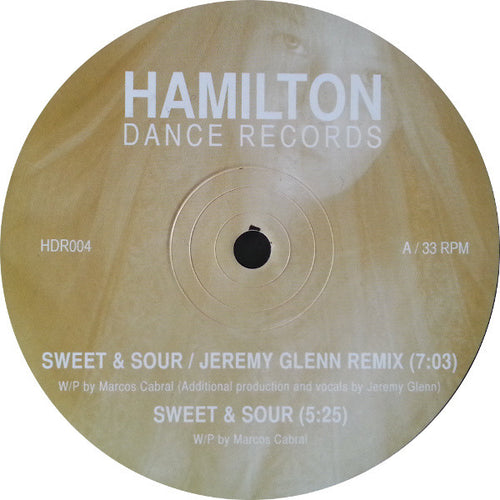 HAMILTON
DANCE RECORDS
HDR004
A / 33 RPM
SWEET & SOUR / JEREMY GLENN REMIX (7:03)
W/P by Marcos Cabral (Additional production and vocals by Jeremy Glenn)
SWEET & SOUR (5:25)
W/P by Marcos Cabral